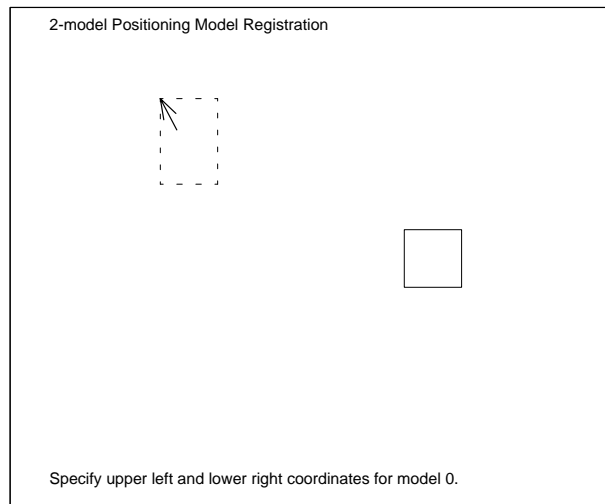 2-model Positioning Model Registration
Specify upper left and lower right coordinates for model 0.